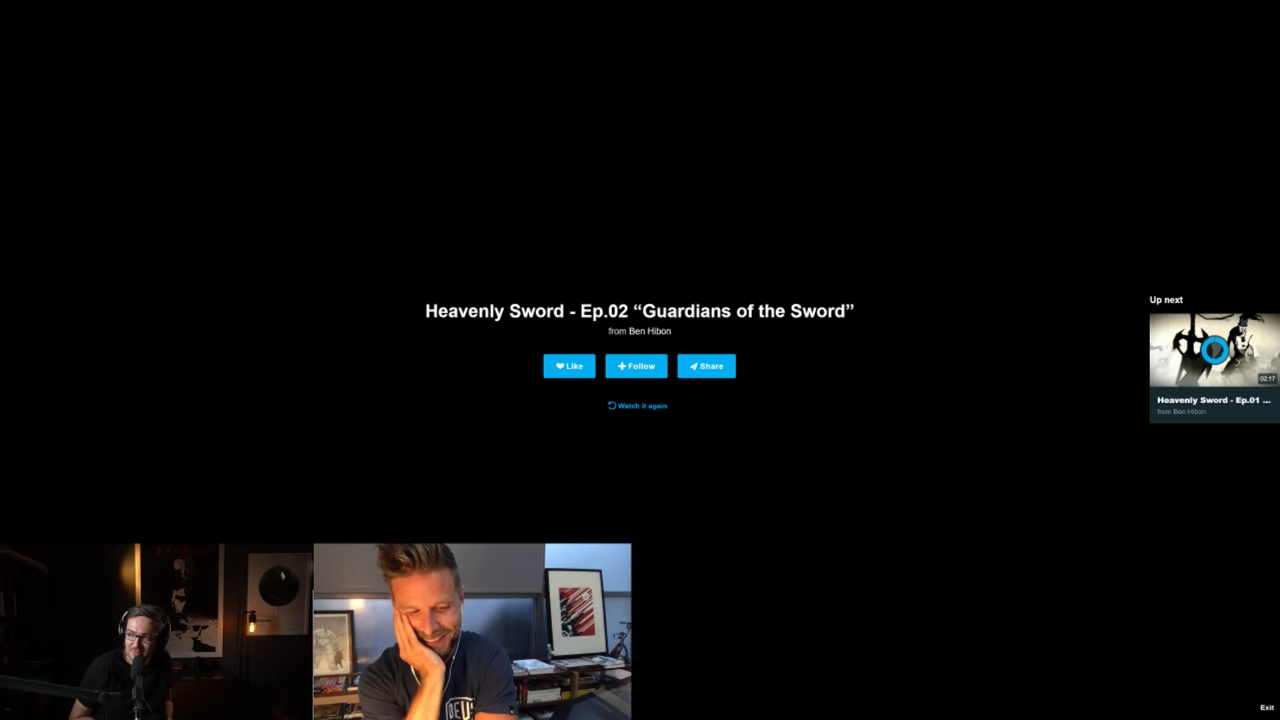 Heavenly Sword - Ep.02 “Guardians of the Sword”
from Ben Hibon
Like
Follow
Share
Watch it again
Up next
02:17
Heavenly Sword - Ep.01 ...
from Ben Hibon
DEUS
Exit